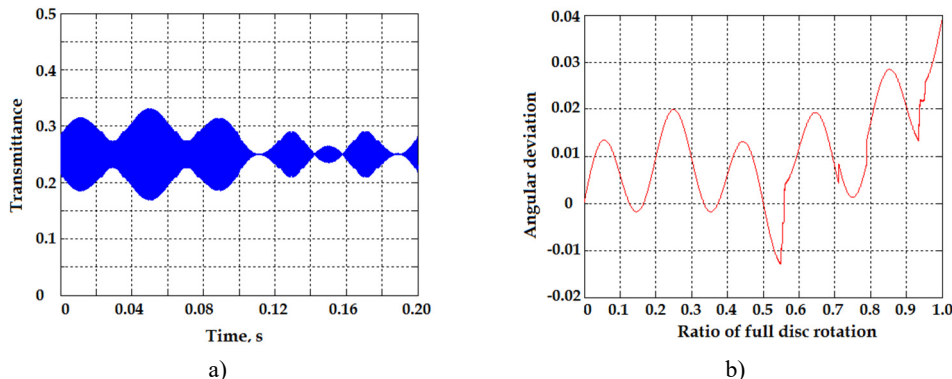 0.5
0.4
0.3
0.2
0.1
0
Transmittance
0 0.04 0.08 0.12 0.16 0.20
Time, s
a)
0.04
0.03
0.02
0.01
0
-0.01
-0.02
Angular deviation
0 0.1 0.2 0.3 0.4 0.5 0.6 0.7 0.8 0.9 1.0
Ratio of full disc rotation
b)